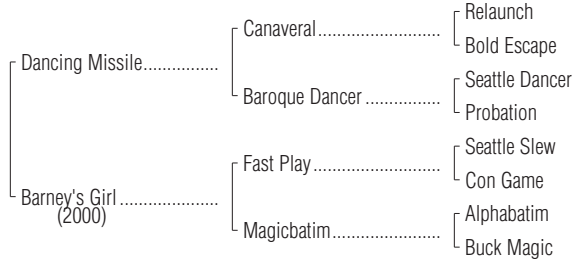 Relaunch
Canaveral
Bold Escape
Dancing Missile
Seattle Dancer
Baroque Dancer
Probation
Seattle Slew
Fast Play
Con Game
Barney's Girl
(2000)
Alphabatim
Magicbatim
Buck Magic